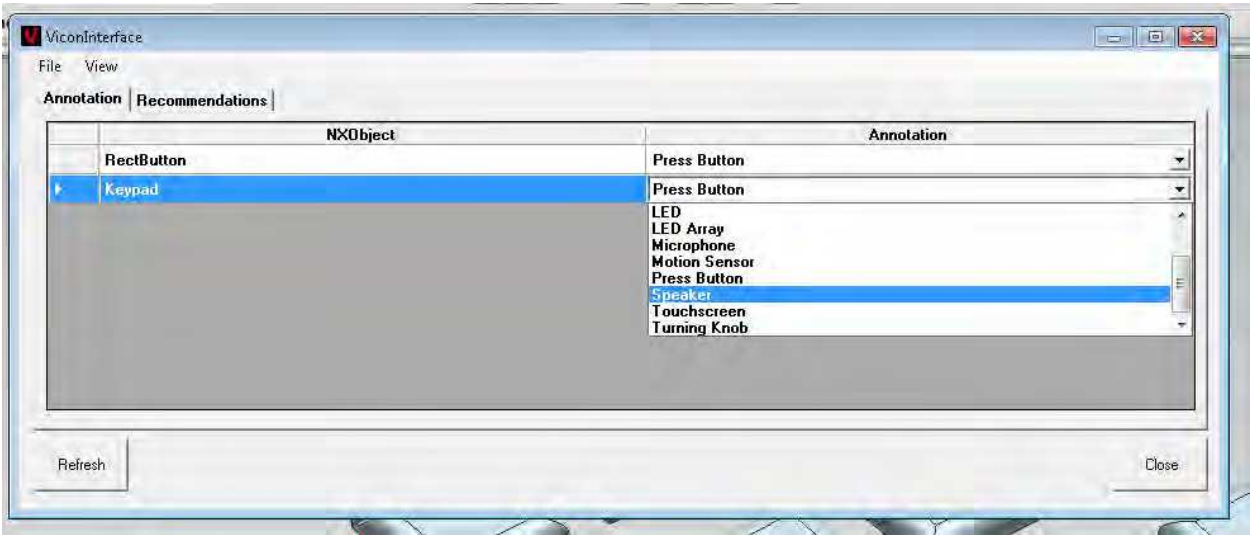 ViconInterface
File View
Annotation Recommendations
NXObject Annotation
RectButton Press Button
Keypad Press Button
LED
LED Array
Microphone
Motion Sensor
Press Button
Speaker
Touchscreen
Turning Knob
Refresh Close